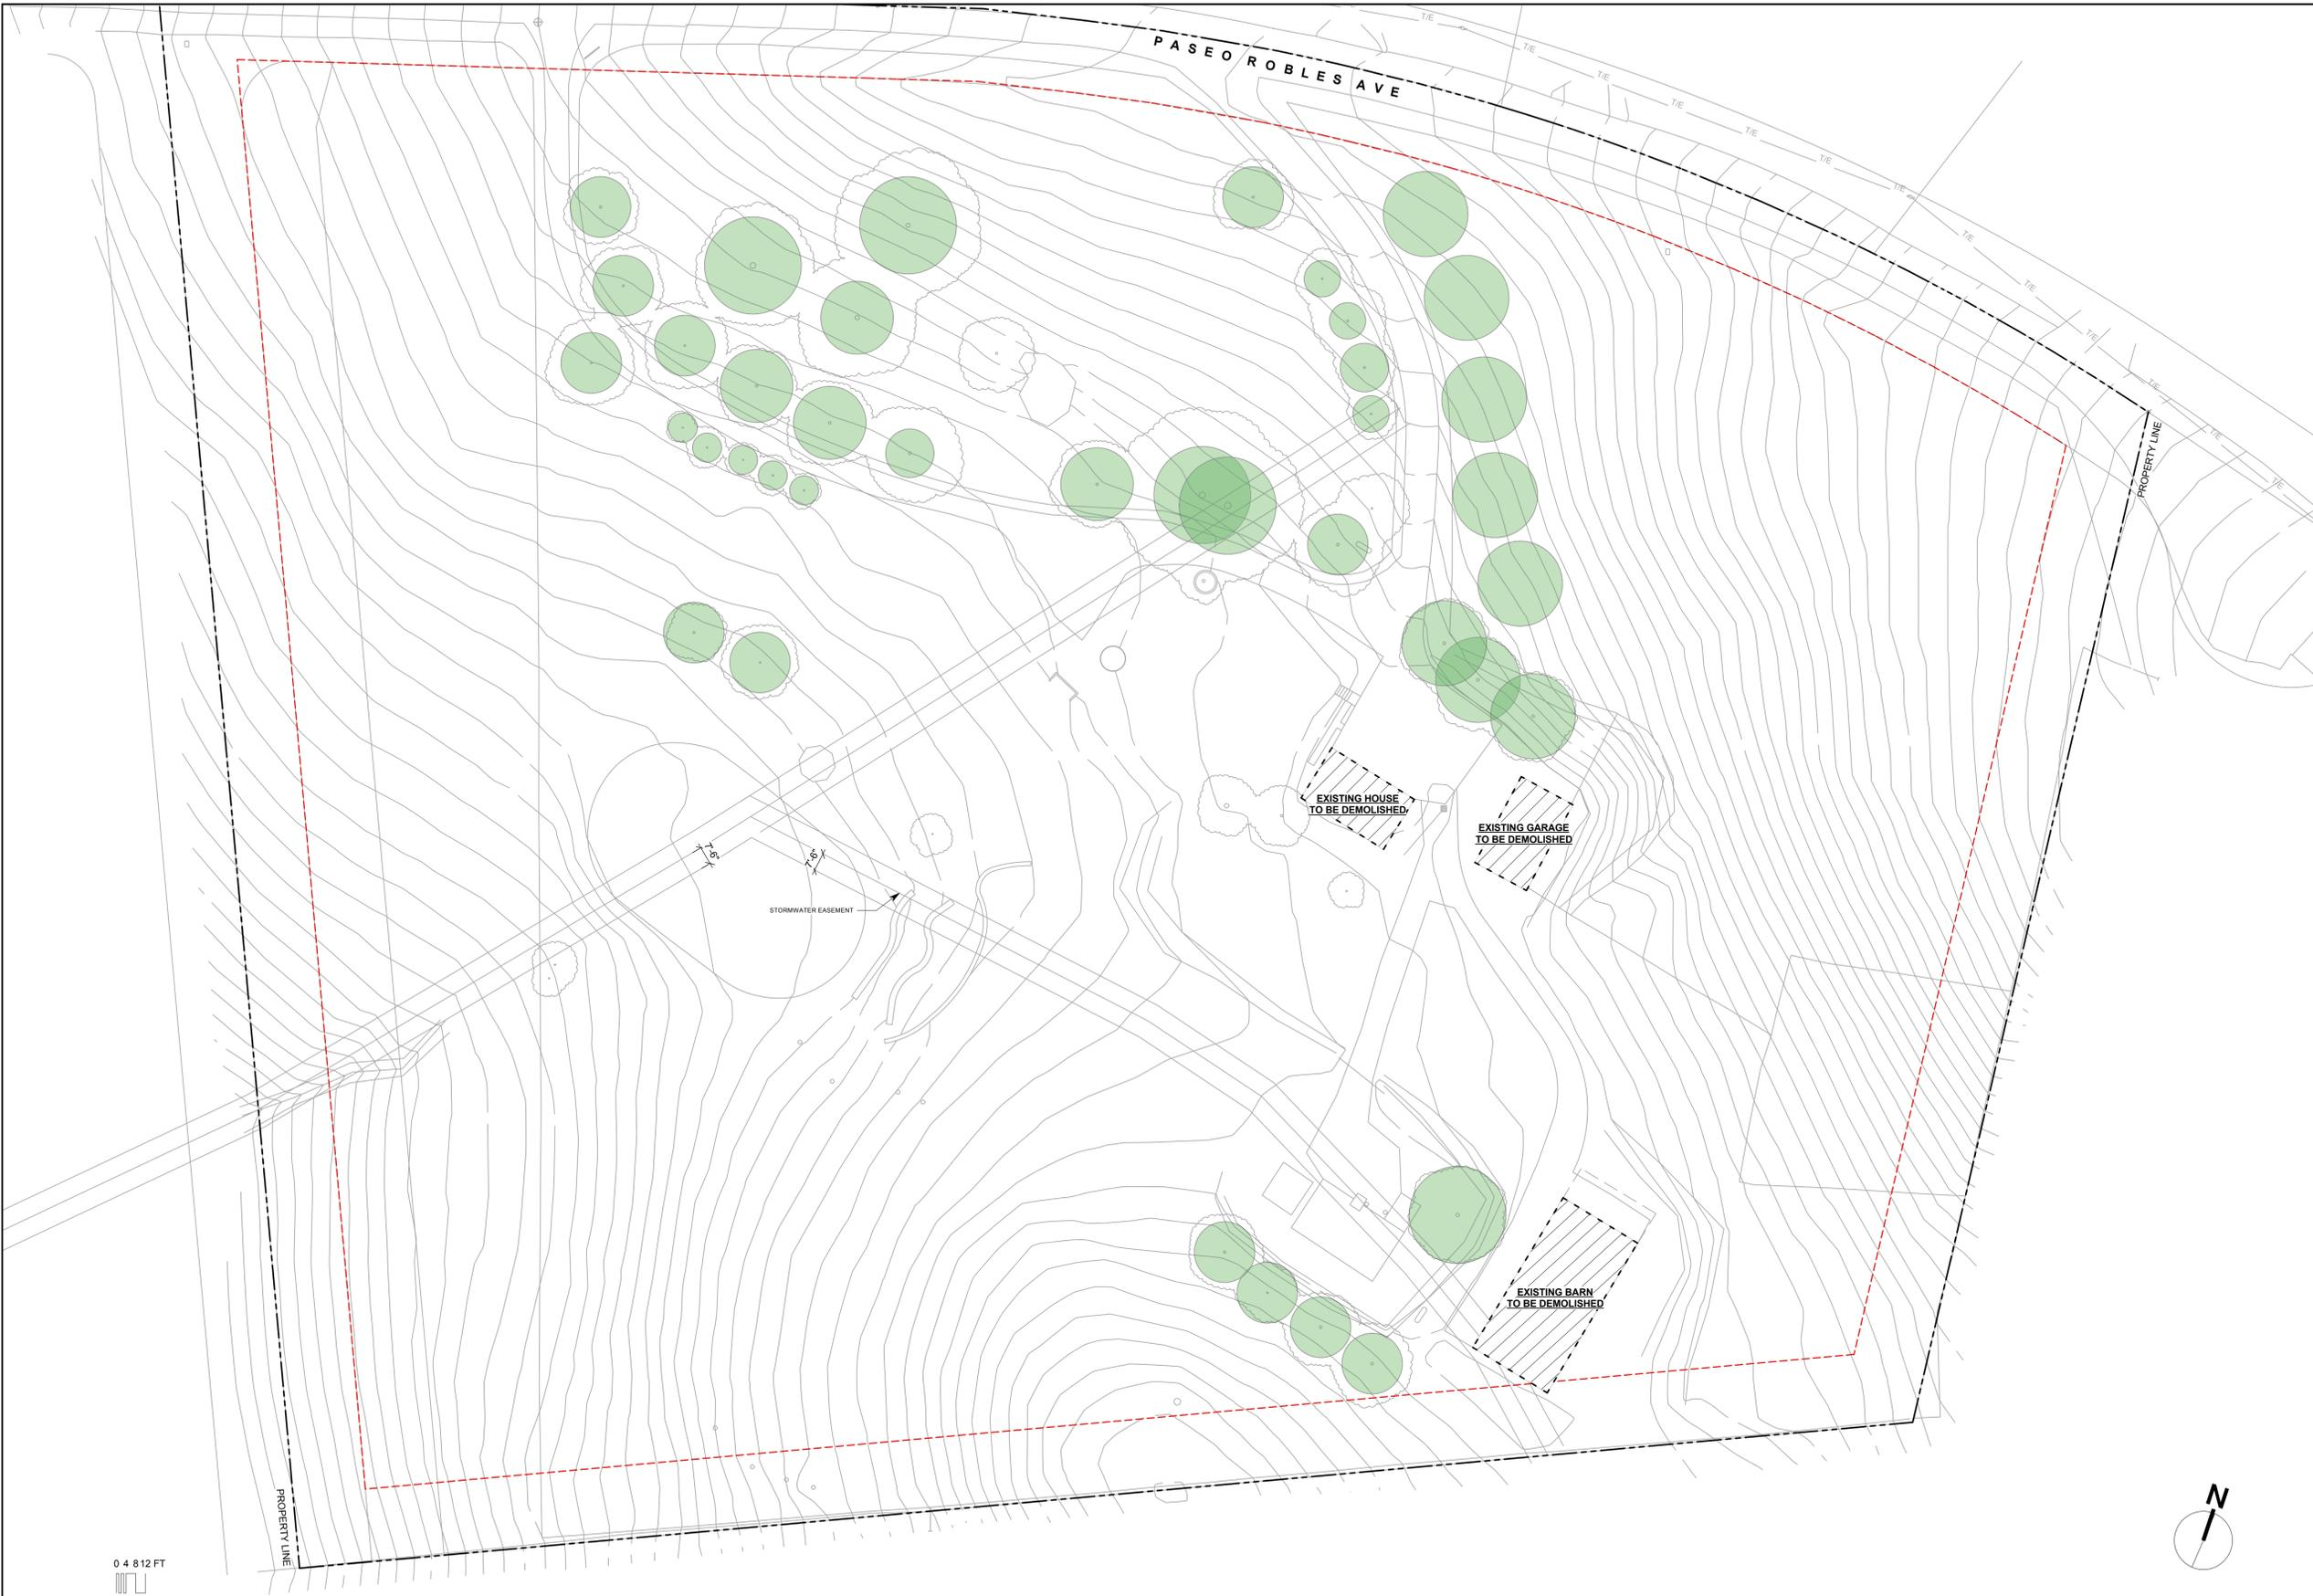 T/E
T/E
T/E
T/E
T/E
T/E
T/E
T/E
T/E
T/E
T/E
T/E
PASEO ROBLES AVE
PROPERTY LINE
EXISTING HOUSE
TO BE DEMOLISHED
EXISTING GARAGE
TO BE DEMOLISHED
7'-6"
7'-6"
STORMWATER EASEMENT
EXISTING BARN
TO BE DEMOLISHED
PROPERTY LINE
0 4 8 12 FT
N